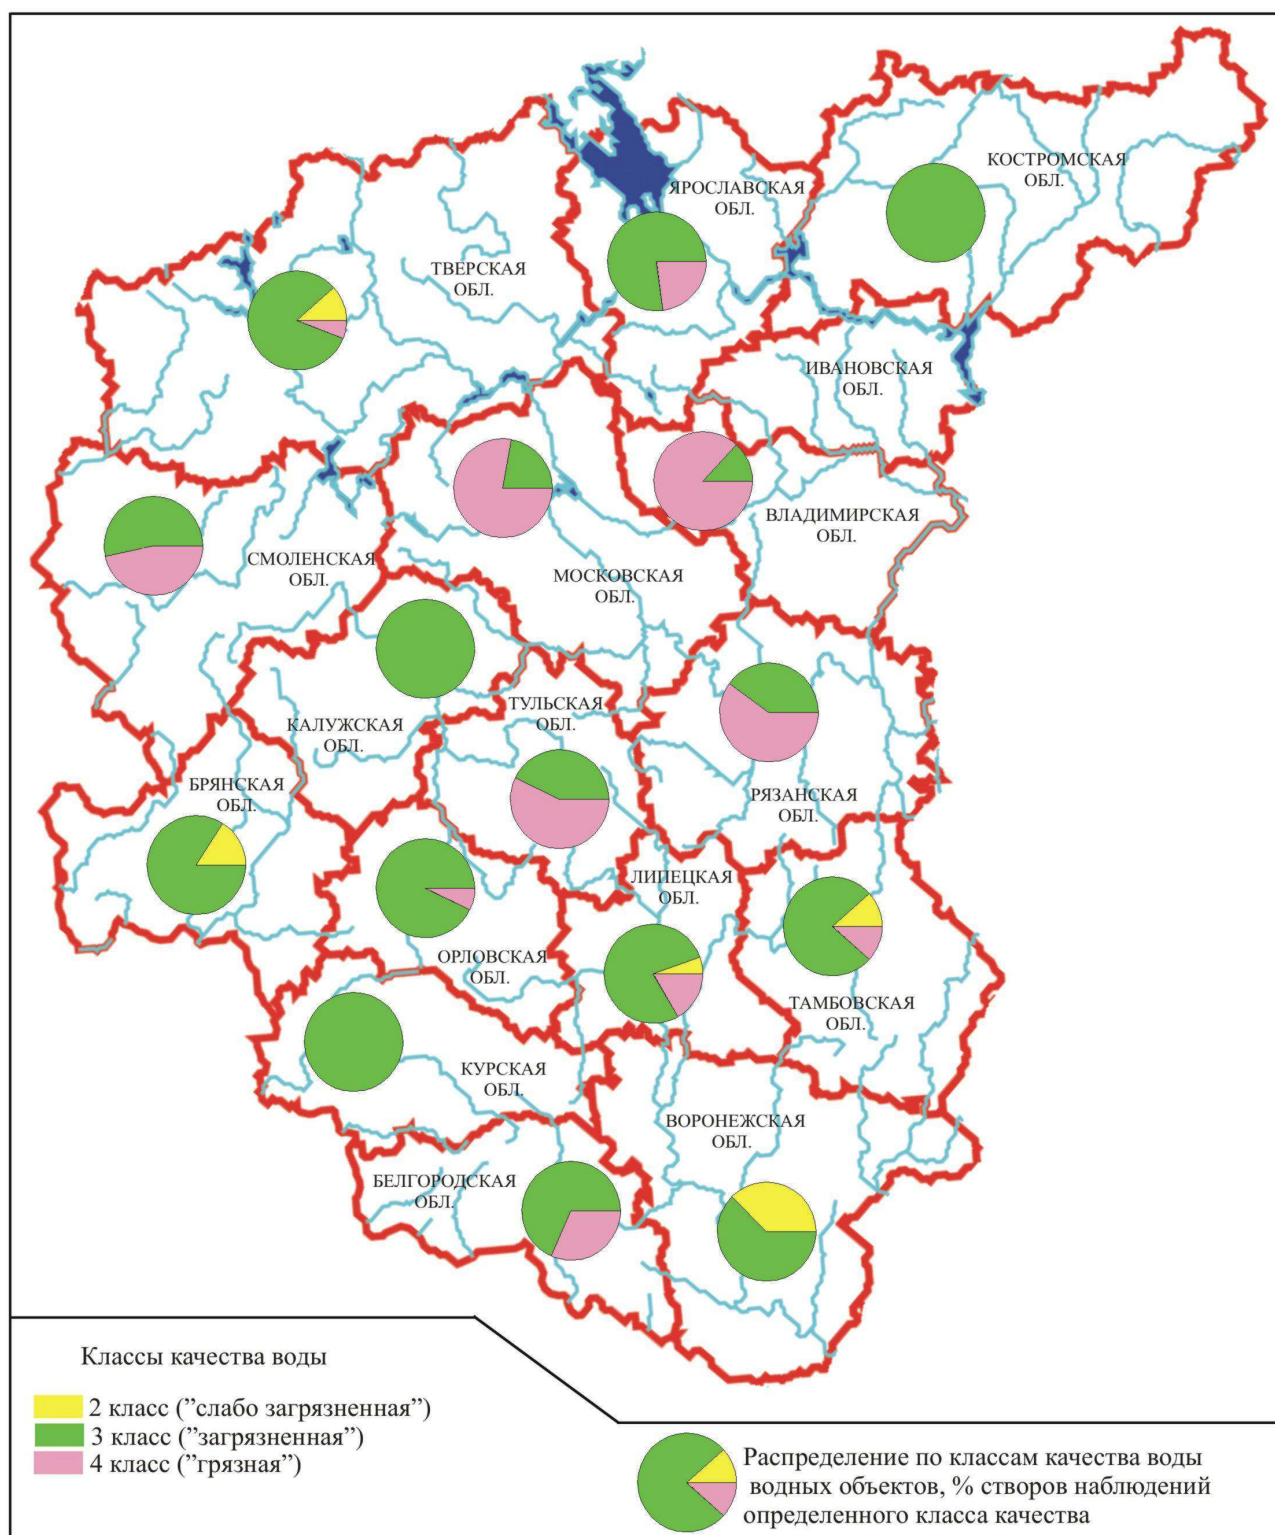 КОСТРОМСКАЯ
ОБЛ.
ЯРОСЛАВСКАЯ
ОБЛ.
ТВЕРСКАЯ
ОБЛ.
ИВАНОВСКАЯ
ОБЛ.
ВЛАДИМИРСКАЯ
ОБЛ.
СМОЛЕНСКАЯ
ОБЛ.
МОСКОВСКАЯ
ОБЛ.
ТУЛЬСКАЯ
ОБЛ.
КАЛУЖСКАЯ
ОБЛ.
БРЯНСКАЯ
ОБЛ.
РЯЗАНСКАЯ
ОБЛ.
ЛИПЕЦКАЯ
ОБЛ.
ОРЛОВСКАЯ
ОБЛ.
ТАМБОВСКАЯ
ОБЛ.
КУРСКАЯ
ОБЛ.
ВОРОНЕЖСКАЯ
ОБЛ.
БЕЛГОРОДСКАЯ
ОБЛ.
Классы качества воды
2 класс (”слабо загрязненная”)
3 класс (”загрязненная”)
4 класс (”грязная”)
Распределение по классам качества воды
водных объектов, % створов наблюдений
определенного класса качества